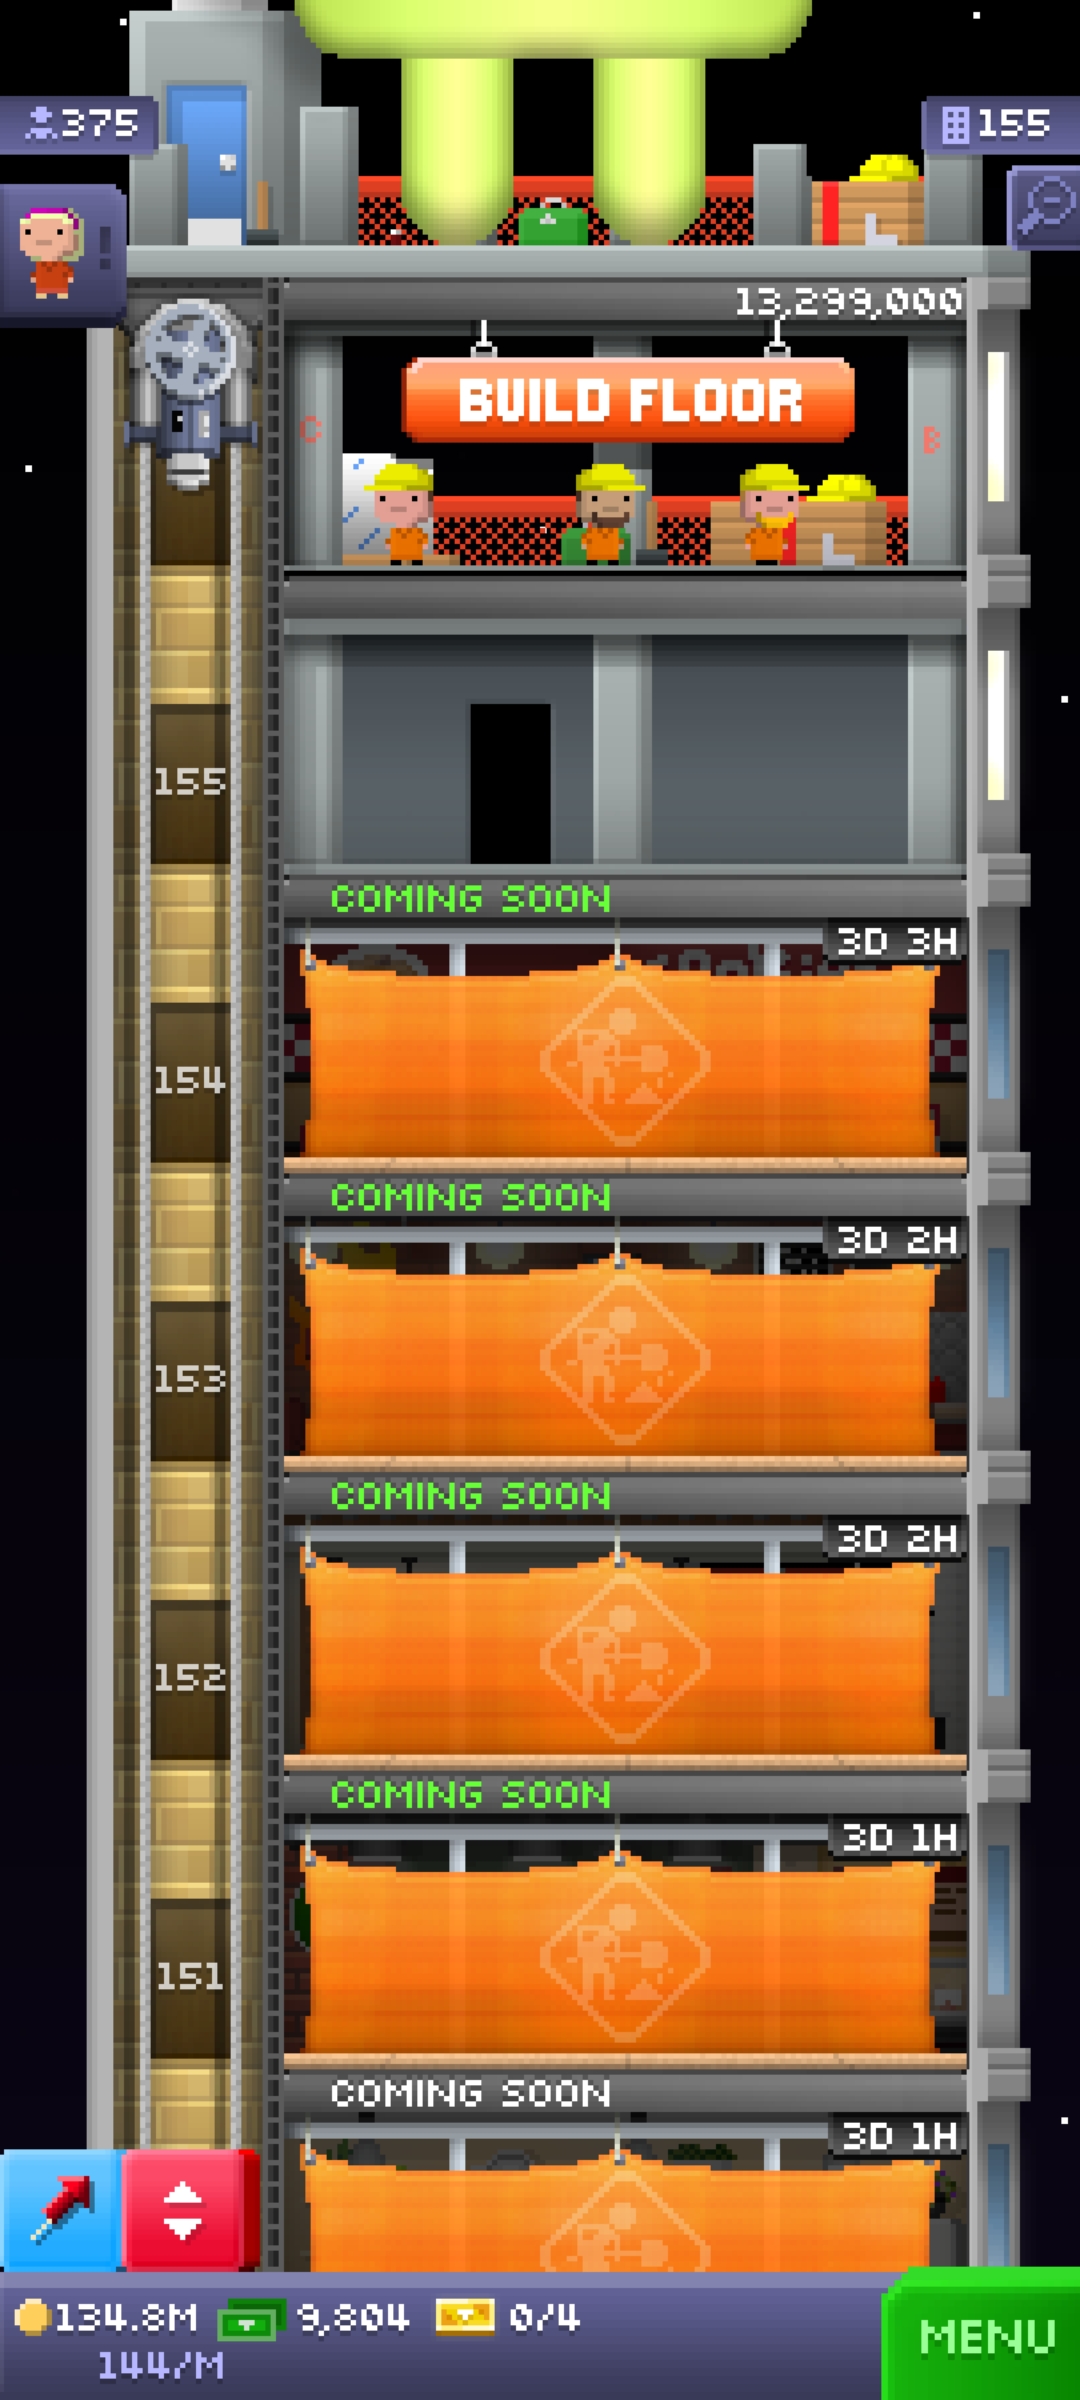 375
155
13,299,000
BUILD FLOOR
C
B
155
COMING SOON
3D 3H
154
COMING SOON
3D 2H
153
COMING SOON
3D 2H
152
COMING SOON
3D 1H
151
COMING SOON
3D 1H
134.8M 9,804 0/4
144/M
MENU